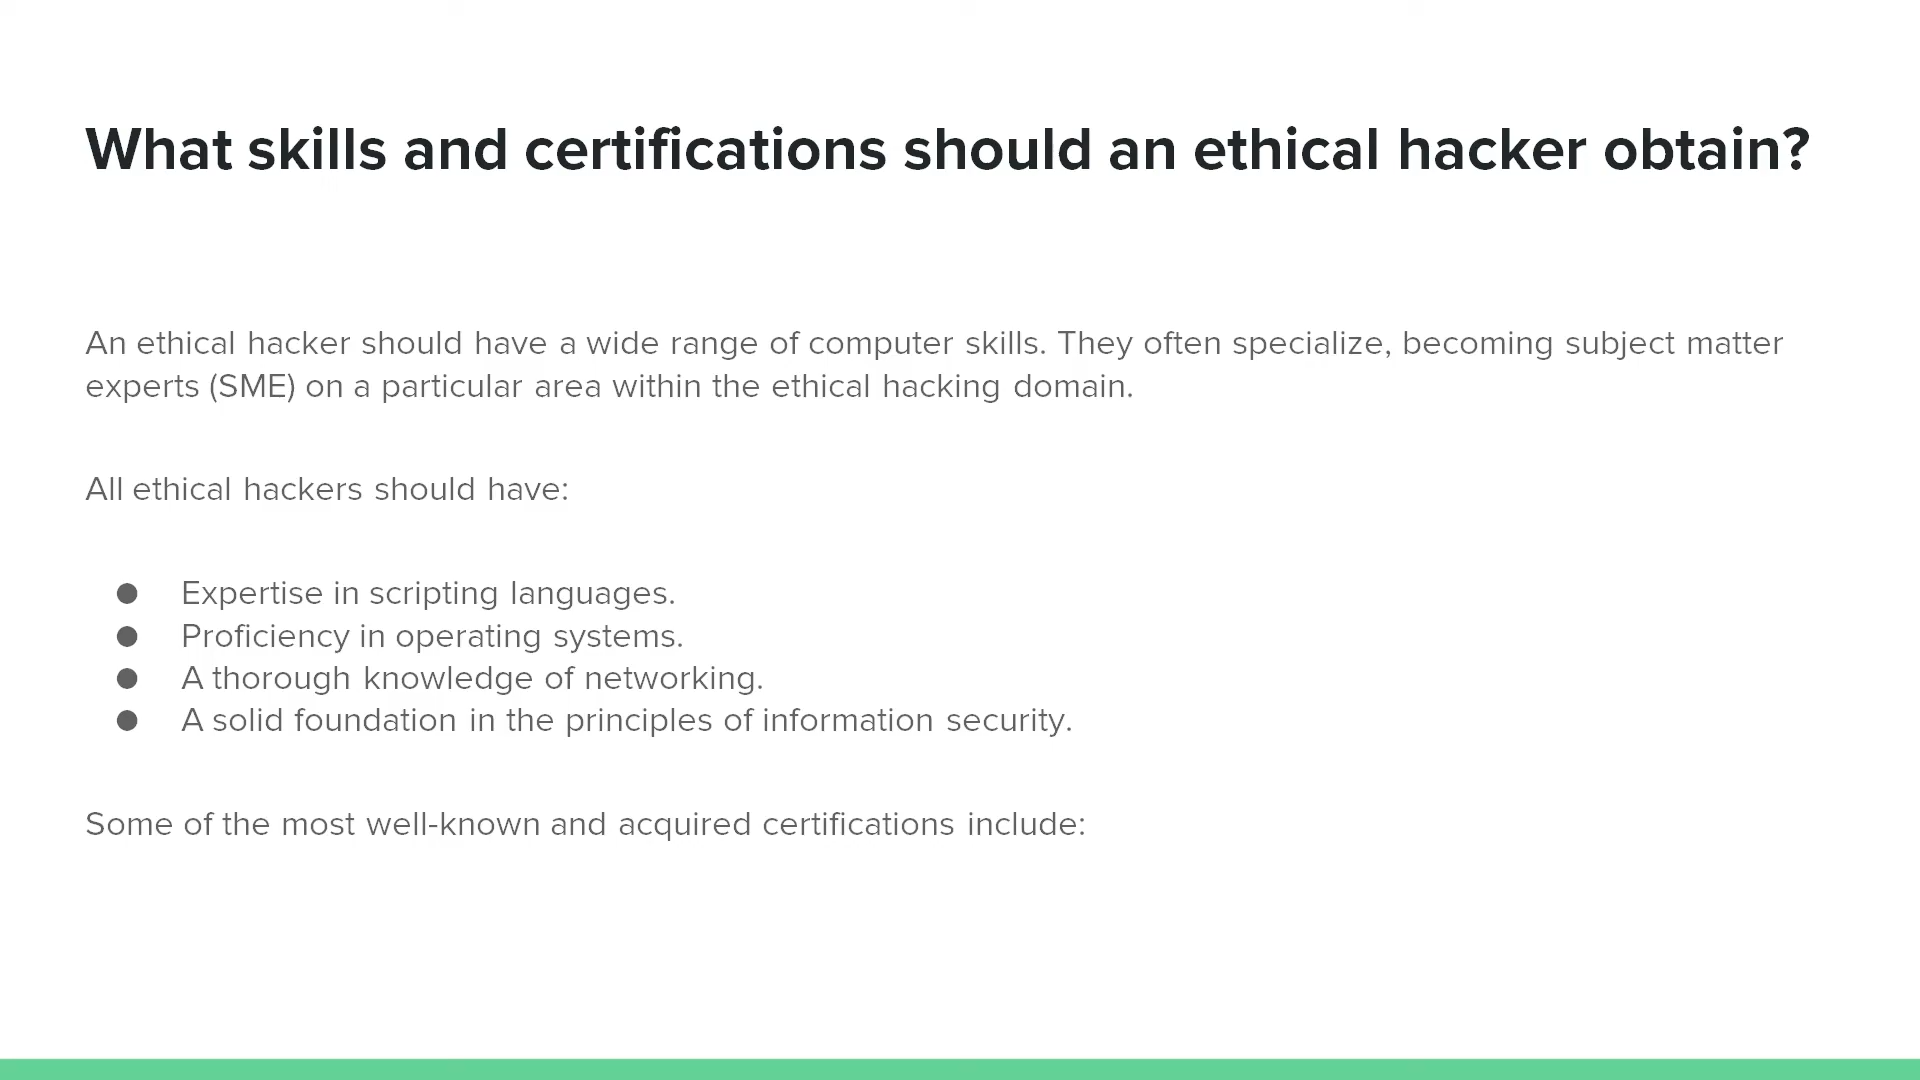 What skills and certifications should an ethical hacker obtain?
An ethical hacker should have a wide range of computer skills. They often specialize, becoming subject matter
experts (SME) on a particular area within the ethical hacking domain.
All ethical hackers should have:
● Expertise in scripting languages.
● Proficiency in operating systems.
● A thorough knowledge of networking.
● A solid foundation in the principles of information security.
Some of the most well-known and acquired certifications include: